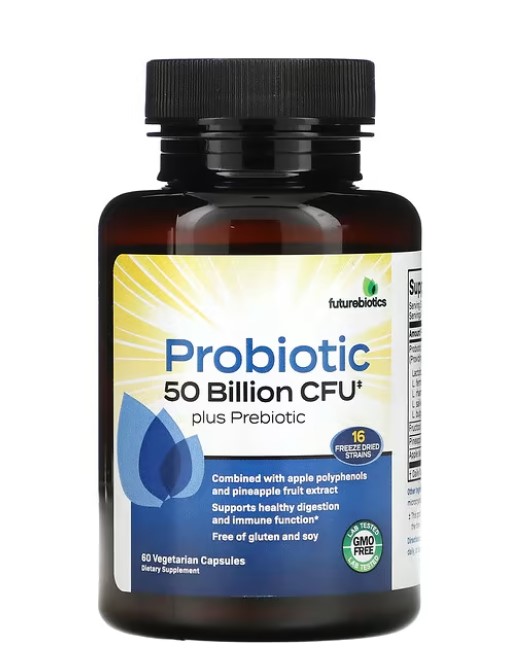 futurebiotics
Probiotic
50 Billion CFU‡
plus Prebiotic
16
FREEZE DRIED
STRAINS
Combined with apple polyphenols
and pineapple fruit extract
Supports healthy digestion
and immune function*
Free of gluten and soy
LAB TESTED
GMO
FREE
LAB TESTED
60 Vegetarian Capsules
Dietary Supplement